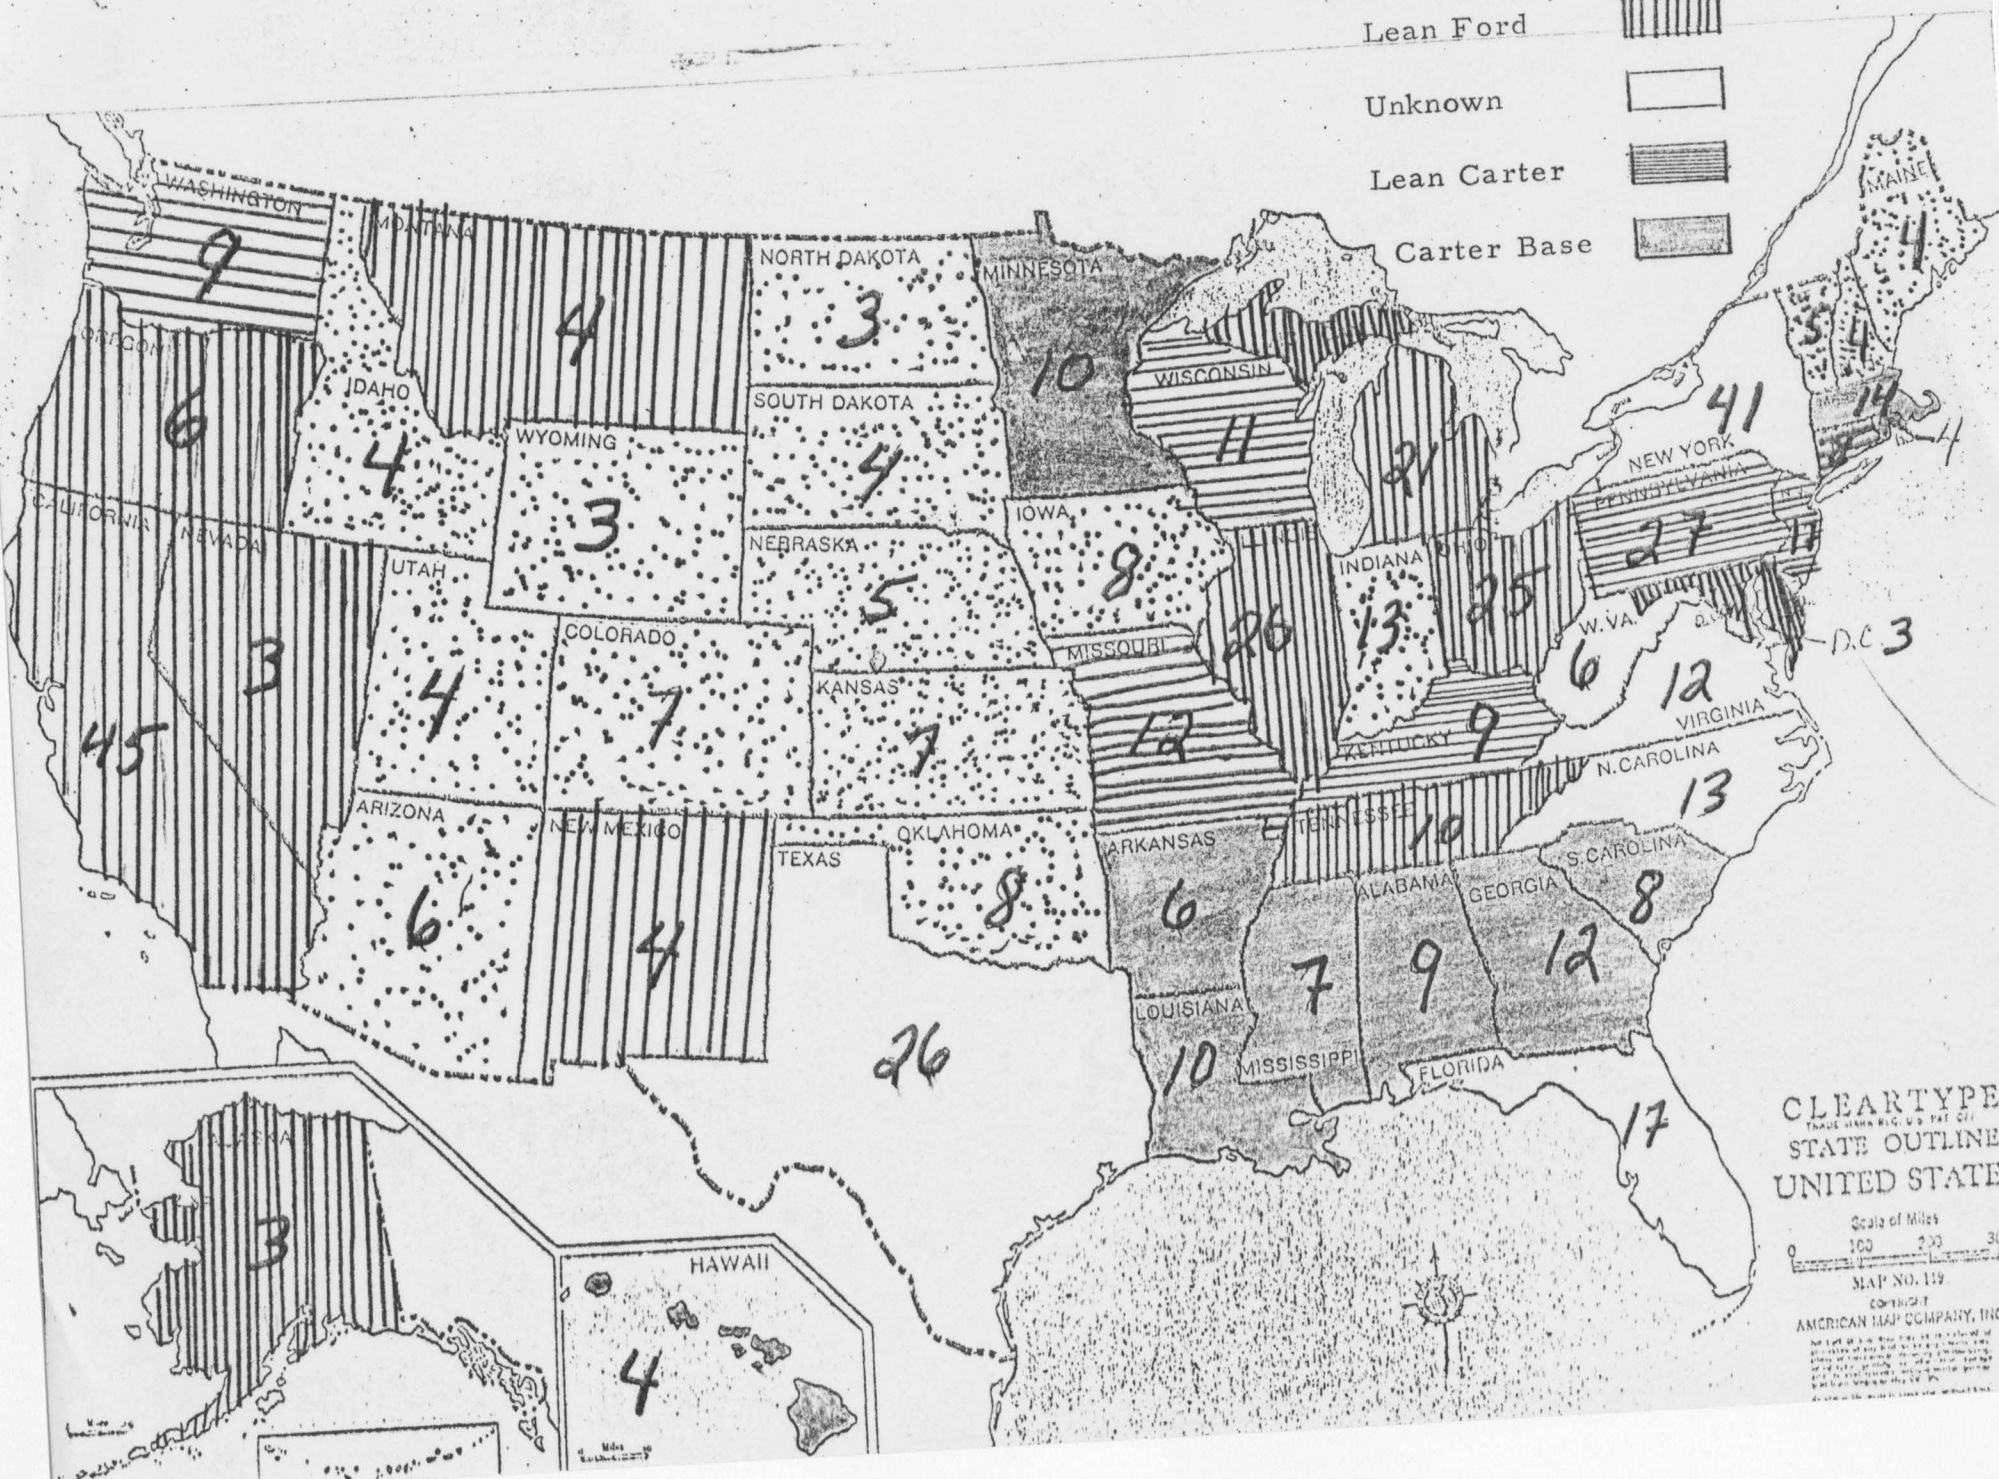 Lean Ford
Unknown
Lean Carter
Carter Base
WASHINGTON
9
MONTANA
4
NORTH DAKOTA
3
MINNESOTA
10
MAINE
4
OREGON
6
IDAHO
4
WYOMING
3
SOUTH DAKOTA
4
WISCONSIN
11
21
NEW YORK
41
5
4
14
8
4
CALIFORNIA
45
NEVADA
3
UTAH
4
COLORADO
7
NEBRASKA
5
IOWA
8
ILLINOIS
26
INDIANA
13
OHIO
25
PENNSYLVANIA
27
N.J.
17
KANSAS
7
MISSOURI
12
KENTUCKY
9
W.VA.
6
VIRGINIA
12
D.C. 3
ARIZONA
6
NEW MEXICO
4
TEXAS
26
OKLAHOMA
8
ARKANSAS
6
TENNESSEE
10
N.CAROLINA
13
S.CAROLINA
8
LOUISIANA
10
MISSISSIPPI
7
ALABAMA
9
GEORGIA
12
FLORIDA
17
ALASKA
3
HAWAII
4
Miles
CLEARTYPE
STATE OUTLINE
UNITED STATE
Scale of Miles
0 100 200 30
MAP NO. 119
COPYRIGHT
AMERICAN MAP COMPANY, INC